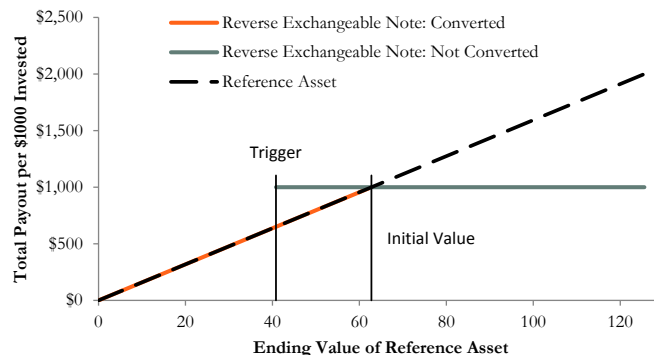 $2,500
Reverse Exchangeable Note: Converted
Reverse Exchangeable Note: Not Converted
Reference Asset
$2,000
$1,500
Trigger
$1,000
Initial Value
$500
$0
0 20 40 60 80 100 120
Total Payout per $1000 Invested
Ending Value of Reference Asset